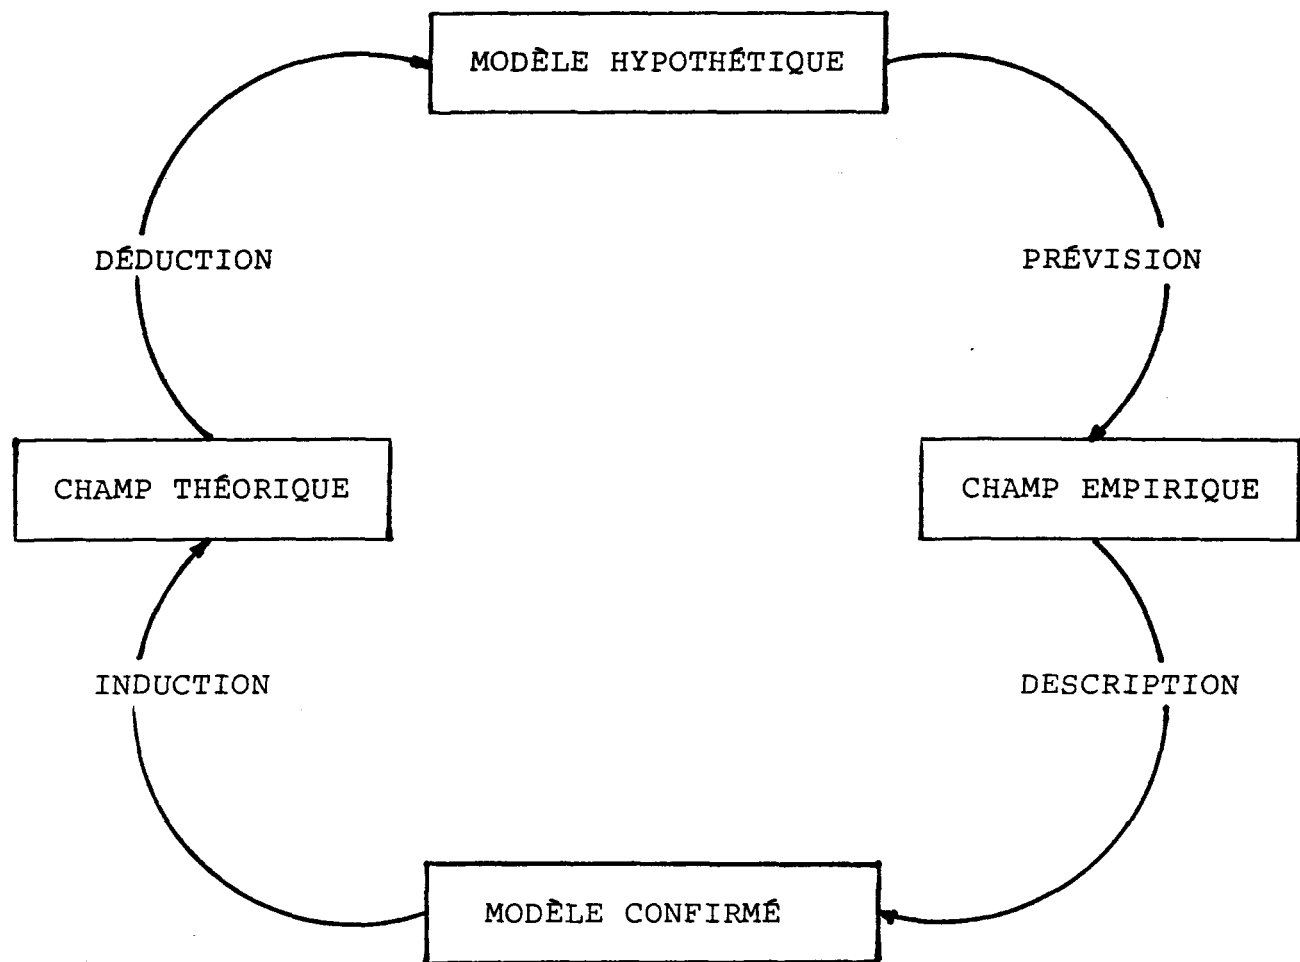 MODÈLE HYPOTHÉTIQUE
DÉDUCTION
PRÉVISION
CHAMP THÉORIQUE
CHAMP EMPIRIQUE
INDUCTION
DESCRIPTION
MODÈLE CONFIRMÉ